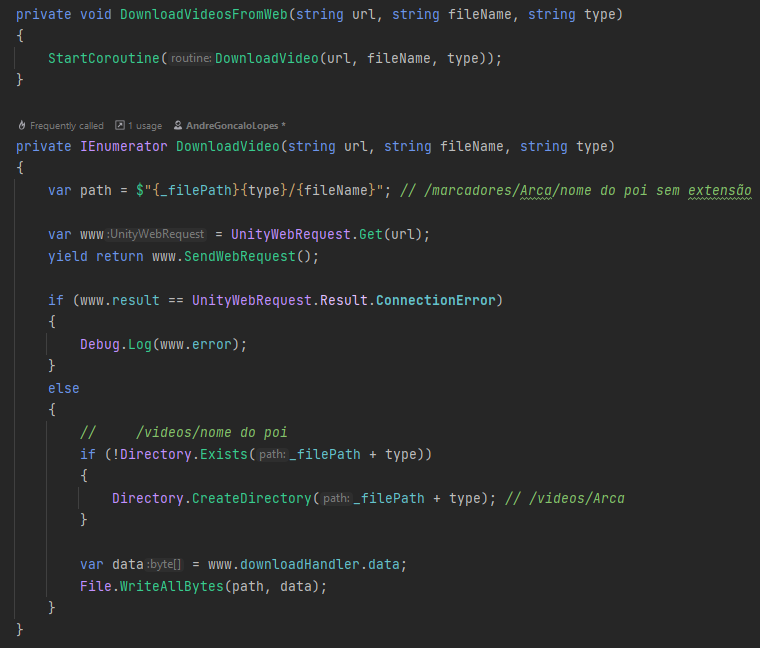 private void DownloadVideosFromWeb(string url, string fileName, string type)
{
StartCoroutine(routine:DownloadVideo(url, fileName, type));
}
Frequently called 1 usage AndreGoncaloLopes *
private IEnumerator DownloadVideo(string url, string fileName, string type)
{
var path = $"{_filePath}{type}/{fileName}"; // /marcadores/Arca/nome do poi sem extensão
var www:UnityWebRequest = UnityWebRequest.Get(url);
yield return www.SendWebRequest();
if (www.result == UnityWebRequest.Result.ConnectionError)
{
Debug.Log(www.error);
}
else
{
// /videos/nome do poi
if (!Directory.Exists(path:_filePath + type))
{
Directory.CreateDirectory(path:_filePath + type); // /videos/Arca
}
var data:byte[] = www.downloadHandler.data;
File.WriteAllBytes(path, data);
}
}